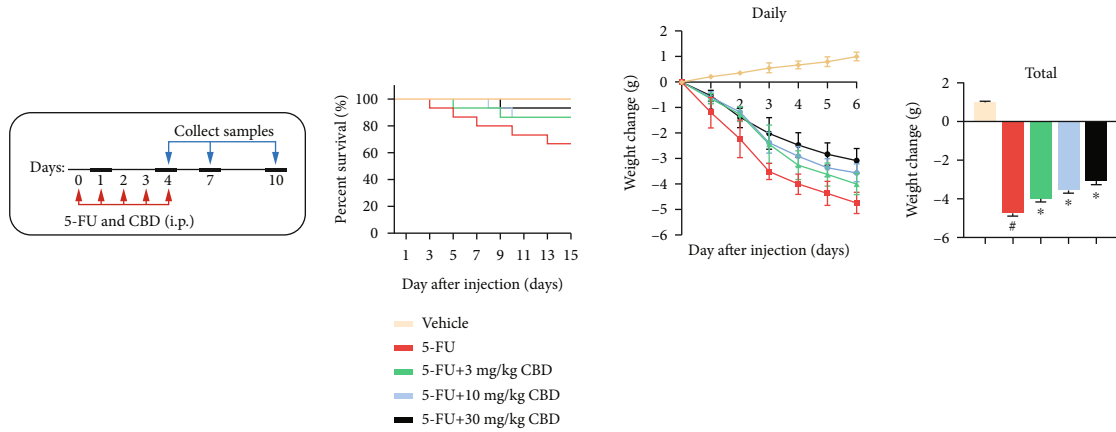 Collect samples
Days:
0 1 2 3 4 7 10
5-FU and CBD (i.p.)
Percent survival (%)
100
80
60
40
20
0
1 3 5 7 9 11 13 15
Day after injection (days)
Vehicle
5-FU
5-FU+3 mg/kg CBD
5-FU+10 mg/kg CBD
5-FU+30 mg/kg CBD
Daily
Weight change (g)
2
1
0
−1
−2
−3
−4
−5
−6
1 2 3 4 5 6
Day after injection (days)
Total
Weight change (g)
2
0
−2
−4
−6
# * * *